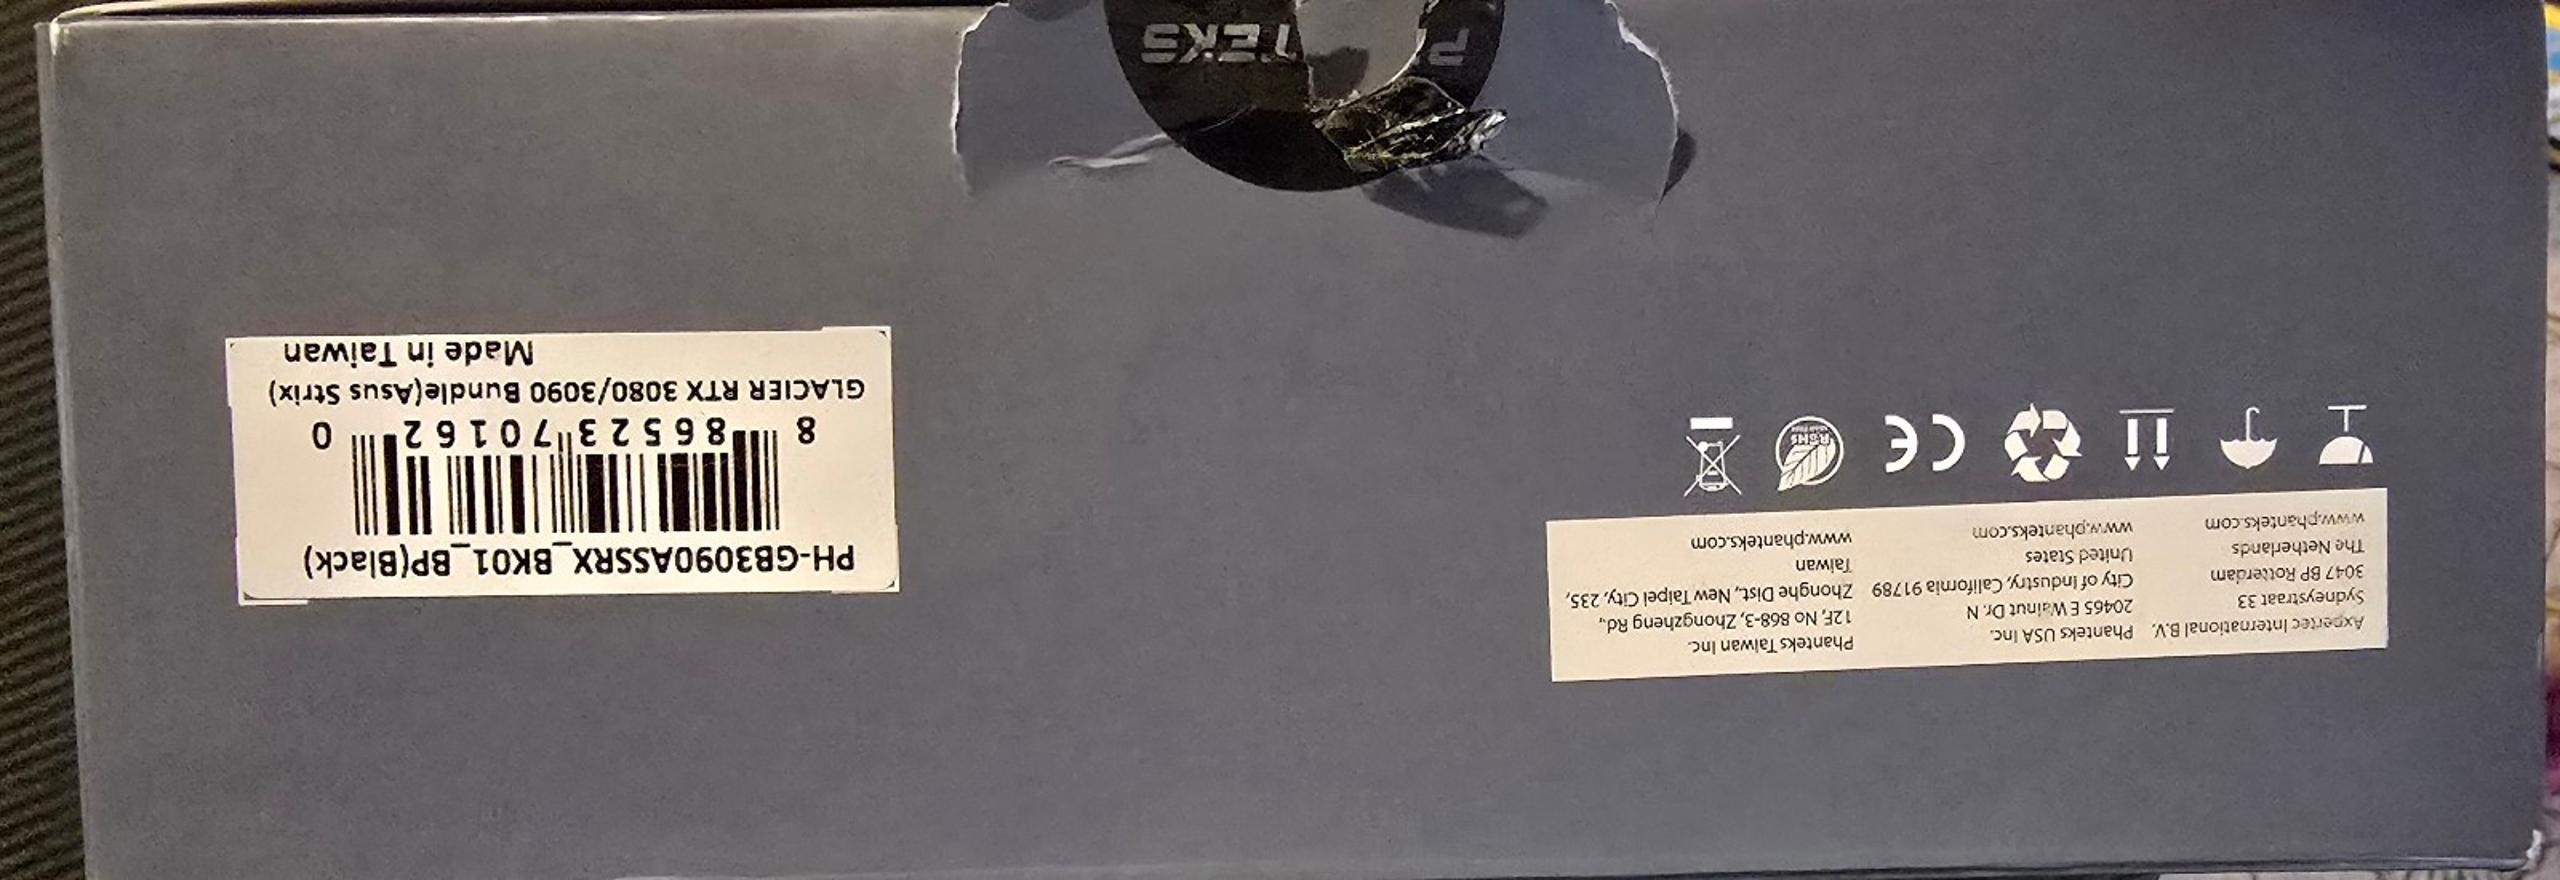 PH-GB3090ASSRX_BK01_BP(Black)
8 86523 70162 0
GLACIER RTX 3080/3090 Bundle(Asus Strix)
Made in Taiwan
Axpertec International B.V.
Sydneystraat 33
3047 BP Rotterdam
The Netherlands
www.phanteks.com
Phanteks USA Inc.
20465 E Walnut Dr. N
City of Industry, California 91789
United States
www.phanteks.com
Phanteks Taiwan Inc.
12F, No 868-3, Zhongzheng Rd.,
Zhonghe Dist., New Taipei City, 235,
Taiwan
www.phanteks.com
CE
RoHS